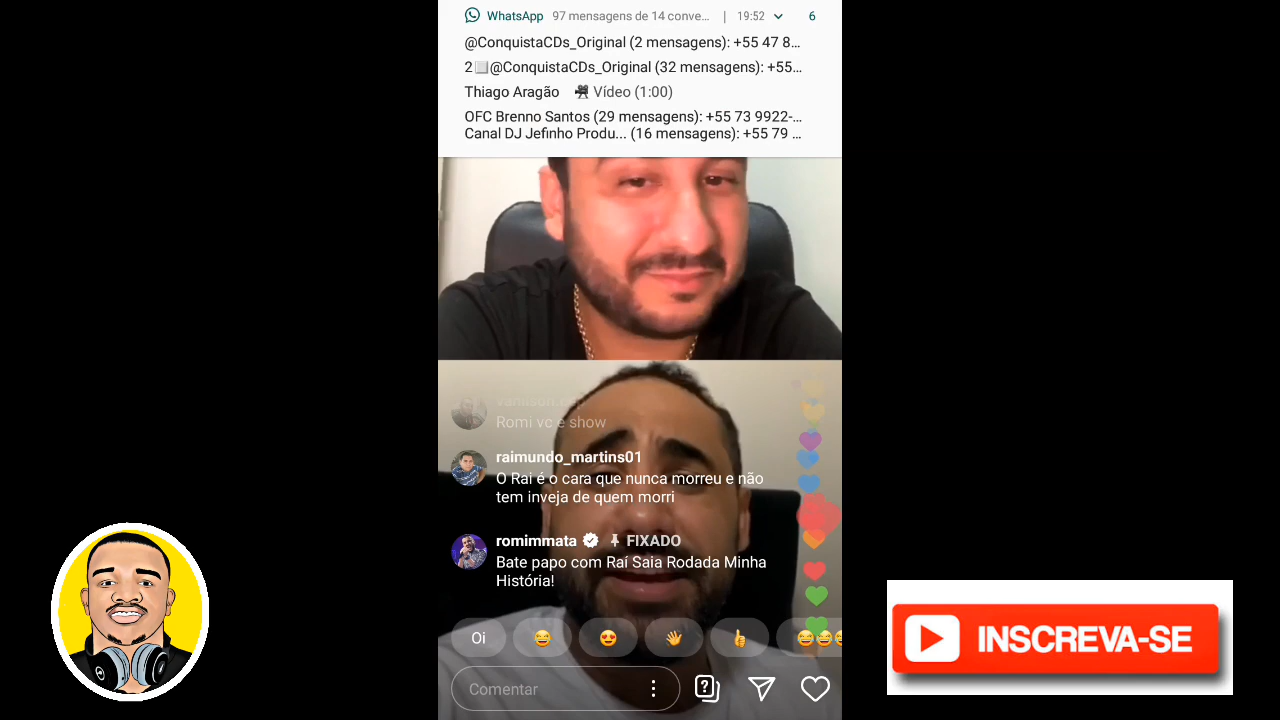 WhatsApp 97 mensagens de 14 conve... | 19:52 6
@ConquistaCDs_Original (2 mensagens): +55 47 8...
2 @ConquistaCDs_Original (32 mensagens): +55...
Thiago Aragão 🎥 Vídeo (1:00)
OFC Brenno Santos (29 mensagens): +55 73 9922-...
Canal DJ Jefinho Produ... (16 mensagens): +55 79 ...
Romi vc e show
raimundo_martins01
O Rai é o cara que nunca morreu e não
tem inveja de quem morri
romimmata FIXADO
Bate papo com Raí Saia Rodada Minha
História!
Oi 😅 😍 👋 👍 😂😂
Comentar
INSCREVA-SE